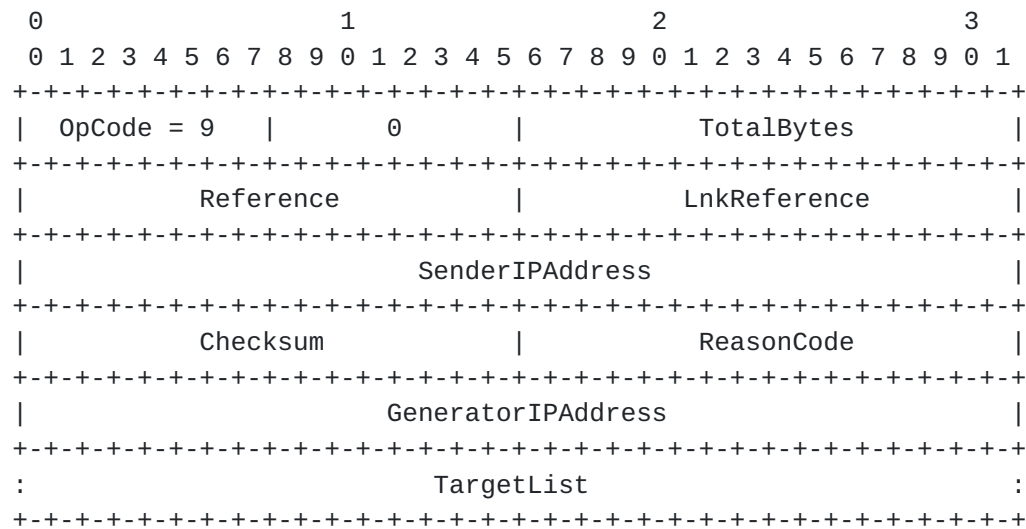 0                   1                   2                   3
 0 1 2 3 4 5 6 7 8 9 0 1 2 3 4 5 6 7 8 9 0 1 2 3 4 5 6 7 8 9 0 1
+-+-+-+-+-+-+-+-+-+-+-+-+-+-+-+-+-+-+-+-+-+-+-+-+-+-+-+-+-+-+-+-+
|  OpCode = 9   |       0       |           TotalBytes          |
+-+-+-+-+-+-+-+-+-+-+-+-+-+-+-+-+-+-+-+-+-+-+-+-+-+-+-+-+-+-+-+-+
|           Reference           |          LnkReference         |
+-+-+-+-+-+-+-+-+-+-+-+-+-+-+-+-+-+-+-+-+-+-+-+-+-+-+-+-+-+-+-+-+
|                         SenderIPAddress                       |
+-+-+-+-+-+-+-+-+-+-+-+-+-+-+-+-+-+-+-+-+-+-+-+-+-+-+-+-+-+-+-+-+
|           Checksum            |           ReasonCode          |
+-+-+-+-+-+-+-+-+-+-+-+-+-+-+-+-+-+-+-+-+-+-+-+-+-+-+-+-+-+-+-+-+
|                       GeneratorIPAddress                      |
+-+-+-+-+-+-+-+-+-+-+-+-+-+-+-+-+-+-+-+-+-+-+-+-+-+-+-+-+-+-+-+-+
:                          TargetList                           :
+-+-+-+-+-+-+-+-+-+-+-+-+-+-+-+-+-+-+-+-+-+-+-+-+-+-+-+-+-+-+-+-+